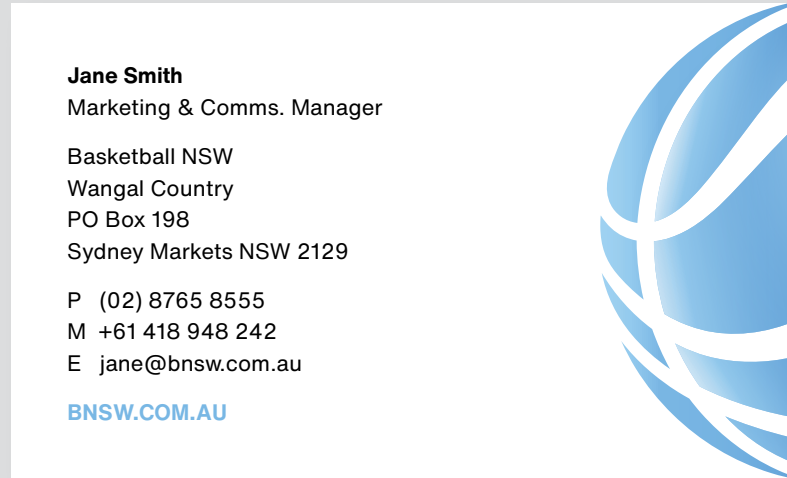 Jane Smith
Marketing & Comms. Manager
Basketball NSW
Wangal Country
PO Box 198
Sydney Markets NSW 2129
P (02) 8765 8555
M +61 418 948 242
E jane@bnsw.com.au
BNSW.COM.AU